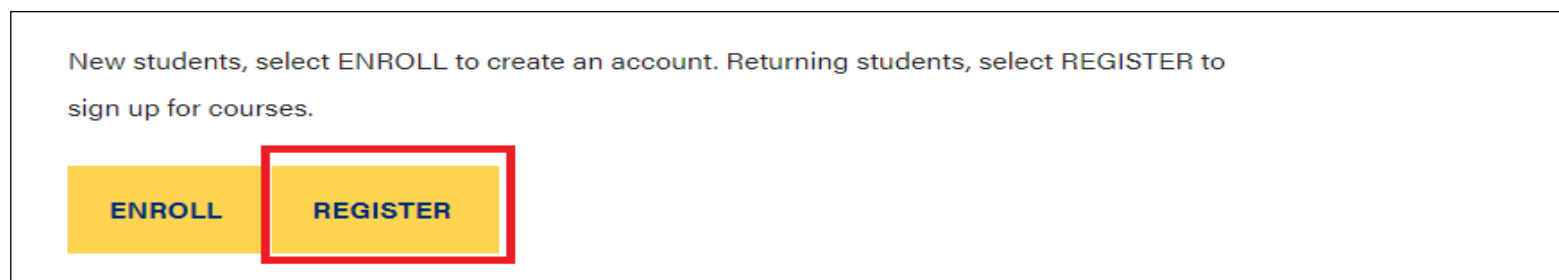 New students, select ENROLL to create an account. Returning students, select REGISTER to
sign up for courses.
ENROLL REGISTER